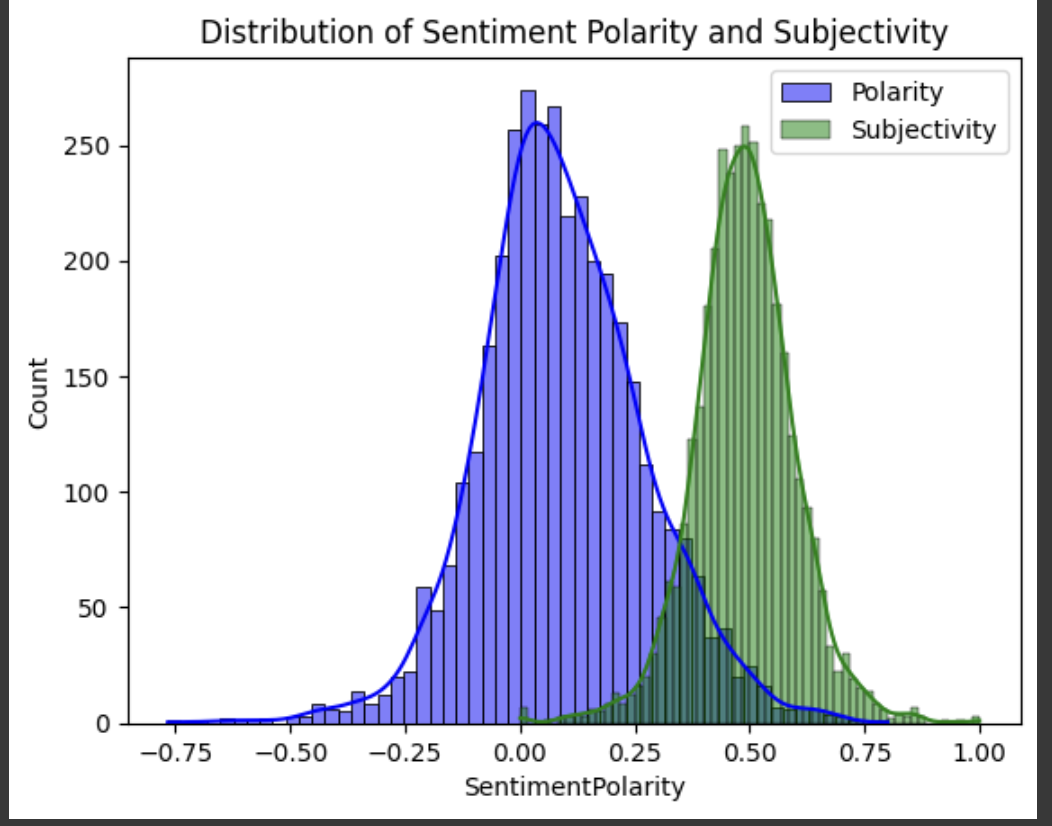 Distribution of Sentiment Polarity and Subjectivity
Polarity
Subjectivity
250
200
150
100
50
0
Count
−0.75 −0.50 −0.25 0.00 0.25 0.50 0.75 1.00
SentimentPolarity